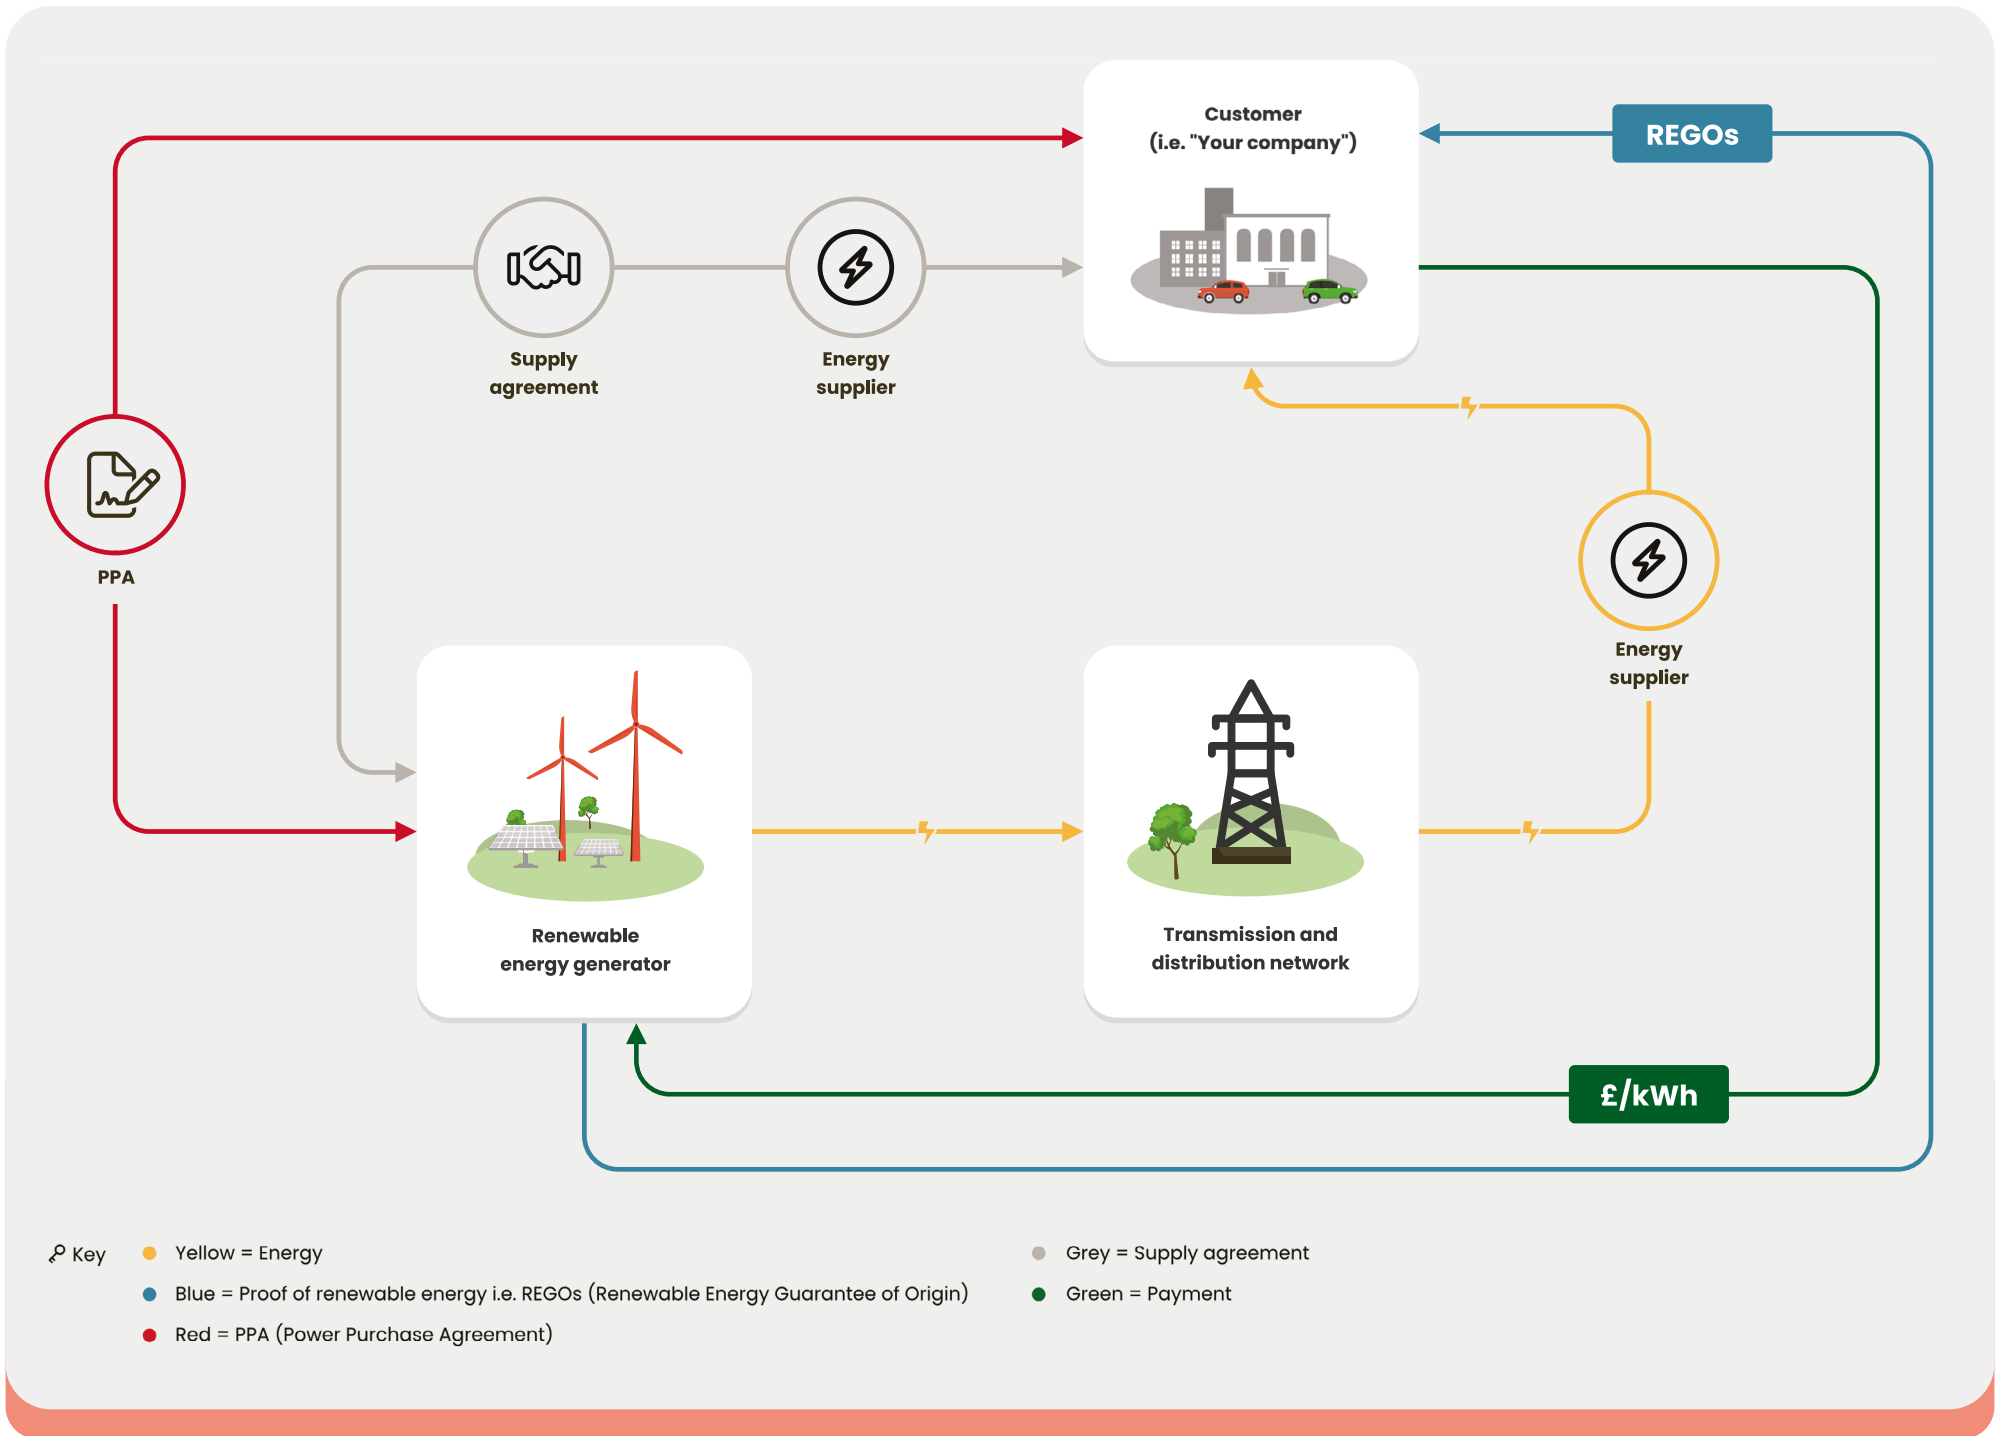 Customer
(i.e. "Your company")
REGOs
Supply
agreement
Energy
supplier
PPA
Energy
supplier
Renewable
energy generator
Transmission and
distribution network
£/kWh
Key
Yellow = Energy
Blue = Proof of renewable energy i.e. REGOs (Renewable Energy Guarantee of Origin)
Red = PPA (Power Purchase Agreement)
Grey = Supply agreement
Green = Payment